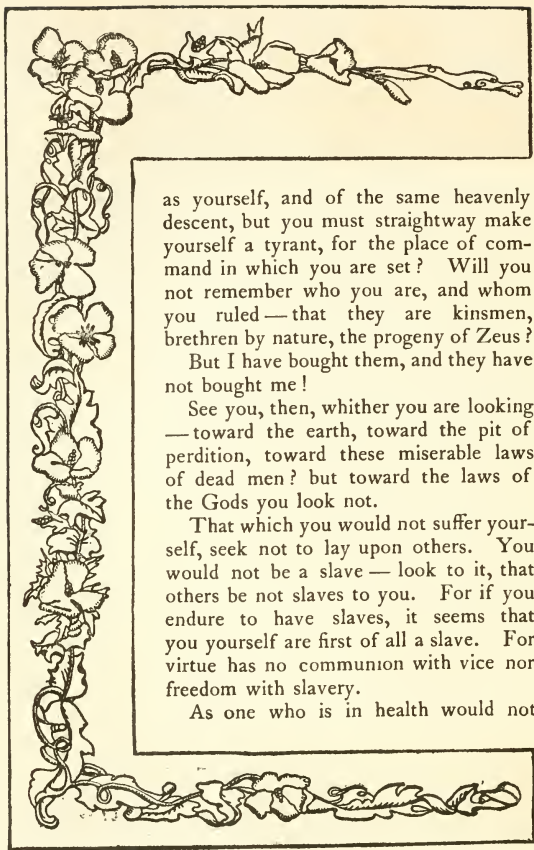 as yourself, and of the same heavenly
descent, but you must straightway make
yourself a tyrant, for the place of com-
mand in which you are set? Will you
not remember who you are, and whom
you ruled — that they are kinsmen,
brethren by nature, the progeny of Zeus?
But I have bought them, and they have
not bought me!
See you, then, whither you are looking
— toward the earth, toward the pit of
perdition, toward these miserable laws
of dead men? but toward the laws of
the Gods you look not.
That which you would not suffer your-
self, seek not to lay upon others. You
would not be a slave — look to it, that
others be not slaves to you. For if you
endure to have slaves, it seems that
you yourself are first of all a slave. For
virtue has no communion with vice nor
freedom with slavery.
As one who is in health would not